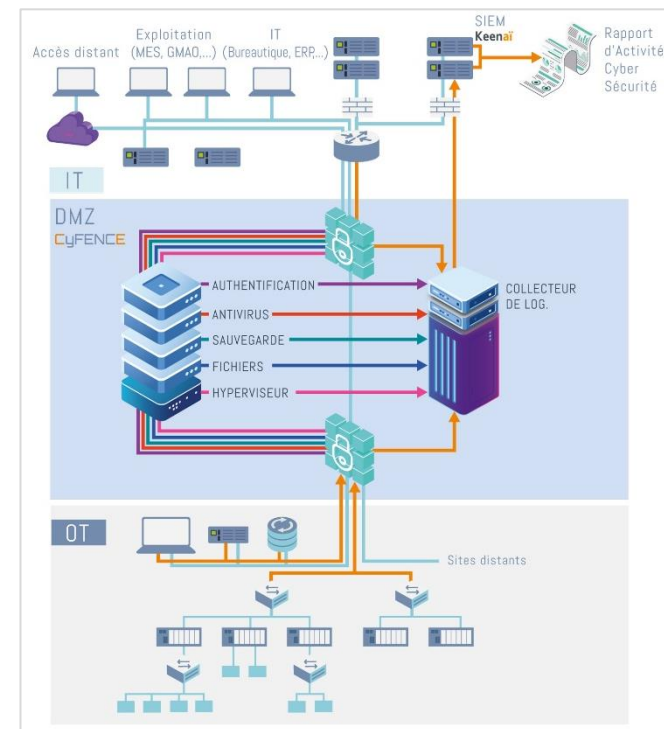 SIEM
Keenaï
Rapport
d'Activité
Cyber
Sécurité
Exploitation
(MES, GMAO,...)
IT
(Bureautique, ERP,...)
Accès distant
IT
DMZ
CyFENCE
AUTHENTIFICATION
ANTIVIRUS
SAUVEGARDE
FICHIERS
HYPERVISEUR
COLLECTEUR
DE LOG.
OT
Sites distants